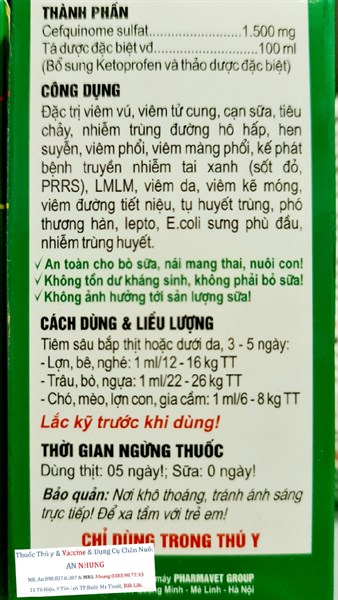 THÀNH PHẦN
Cefquinome sulfat.....................1.500 mg
Tá dược đặc biệt vđ......................100 ml
(Bổ sung Ketoprofen và thảo dược đặc biệt)
CÔNG DỤNG
Đặc trị viêm vú, viêm tử cung, cạn sữa, tiêu
chảy, nhiễm trùng đường hô hấp, hen
suyễn, viêm phổi, viêm màng phổi, kế phát
bệnh truyền nhiễm tai xanh (sốt đỏ,
PRRS), LMLM, viêm da, viêm kẽ móng,
viêm đường tiết niệu, tụ huyết trùng, phó
thương hàn, lepto, E.coli sưng phù đầu,
nhiễm trùng huyết.
✓An toàn cho bò sữa, nái mang thai, nuôi con!
✓Không tồn dư kháng sinh, không phải bỏ sữa!
✓Không ảnh hưởng tới sản lượng sữa!
CÁCH DÙNG & LIỀU LƯỢNG
Tiêm sâu bắp thịt hoặc dưới da, 3 - 5 ngày:
- Lợn, bê, nghé: 1 ml/12 - 16 kg TT
- Trâu, bò, ngựa: 1 ml/22 - 26 kg TT
- Chó, mèo, lợn con, gia cầm: 1 ml/6 - 8 kg TT
Lắc kỹ trước khi dùng!
THỜI GIAN NGỪNG THUỐC
Dùng thịt: 05 ngày!; Sữa: 0 ngày!
Bảo quản: Nơi khô thoáng, tránh ánh sáng
trực tiếp! Để xa tầm với trẻ em!
CHỈ DÙNG TRONG THÚ Y
Thuốc Thú y & Vaccine & Dụng Cụ Chăn Nuôi
AN NHUNG
máy PHARMAVET GROUP
Mê Linh - Hà Nội